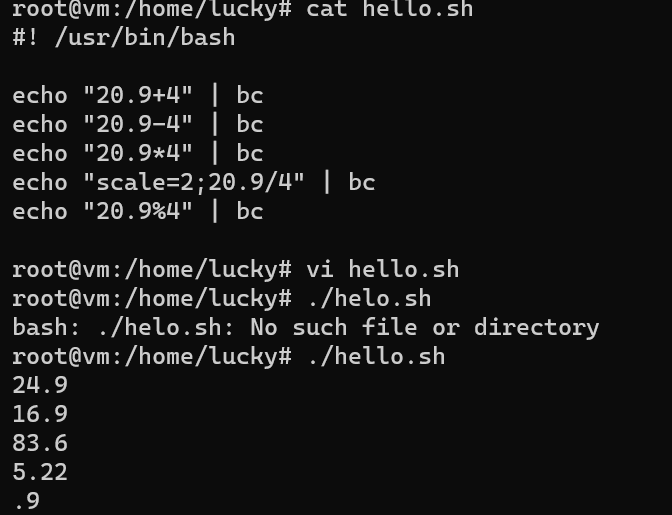 root@vm:/home/lucky# cat hello.sh
#! /usr/bin/bash
echo "20.9+4" | bc
echo "20.9-4" | bc
echo "20.9*4" | bc
echo "scale=2;20.9/4" | bc
echo "20.9%4" | bc
root@vm:/home/lucky# vi hello.sh
root@vm:/home/lucky# ./helo.sh
bash: ./helo.sh: No such file or directory
root@vm:/home/lucky# ./hello.sh
24.9
16.9
83.6
5.22
.9